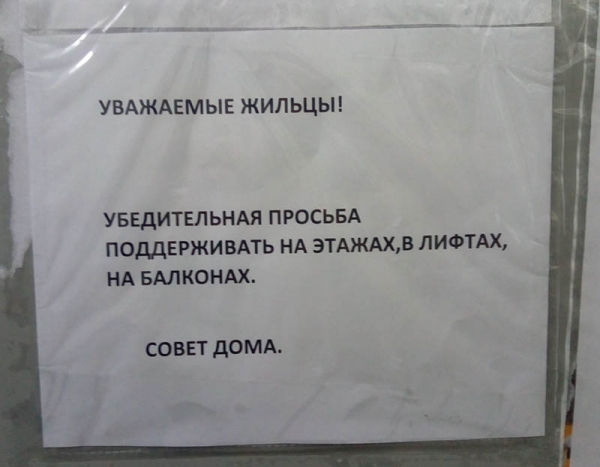 УВАЖАЕМЫЕ ЖИЛЬЦЫ!
УБЕДИТЕЛЬНАЯ ПРОСЬБА
ПОДДЕРЖИВАТЬ НА ЭТАЖАХ,В ЛИФТАХ,
НА БАЛКОНАХ.
СОВЕТ ДОМА.